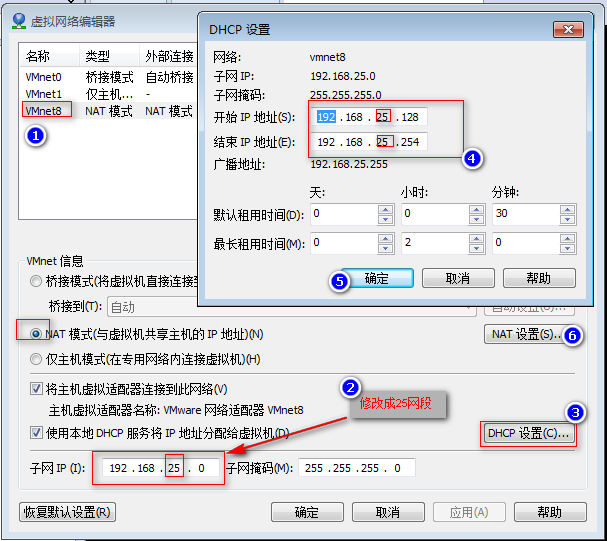 虚拟网络编辑器
名称 类型 外部连接
VMnet0 桥接模式 自动桥接
VMnet1 仅主机... -
VMnet8 NAT 模式 NAT 模式
1
DHCP 设置
网络: vmnet8
子网 IP: 192.168.25.0
子网掩码: 255.255.255.0
开始 IP 地址(S): 192 . 168 . 25 . 128
结束 IP 地址(E): 192 . 168 . 25 . 254
4
广播地址: 192.168.25.255
天: 小时: 分钟:
默认租用时间(D): 0 0 30
最长租用时间(M): 0 2 0
5 确定 取消 帮助
VMnet 信息
桥接模式(将虚拟机直接连接到
桥接到(T): 自动
NAT 模式(与虚拟机共享主机的 IP 地址)(N) NAT 设置(S)... 6
仅主机模式(在专用网络内连接虚拟机)(H)
将主机虚拟适配器连接到此网络(V)
主机虚拟适配器名称: VMware 网络适配器 VMnet8
2 修改成25网段
3
使用本地 DHCP 服务将 IP 地址分配给虚拟机(D) DHCP 设置(C)...
子网 IP (I): 192 . 168 . 25 . 0 子网掩码(M): 255 . 255 . 255 . 0
恢复默认设置(R) 确定 取消 应用(A) 帮助